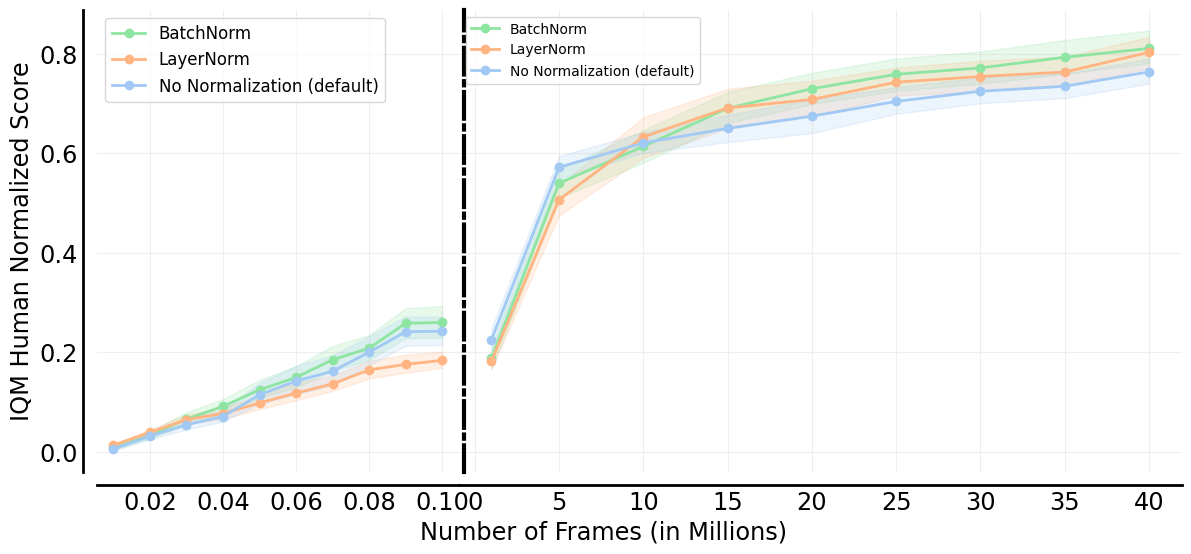 BatchNorm
LayerNorm
No Normalization (default)
BatchNorm
LayerNorm
No Normalization (default)
IQM Human Normalized Score
0.8
0.6
0.4
0.2
0.0
0.02 0.04 0.06 0.08 0.10 0 5 10 15 20 25 30 35 40
Number of Frames (in Millions)